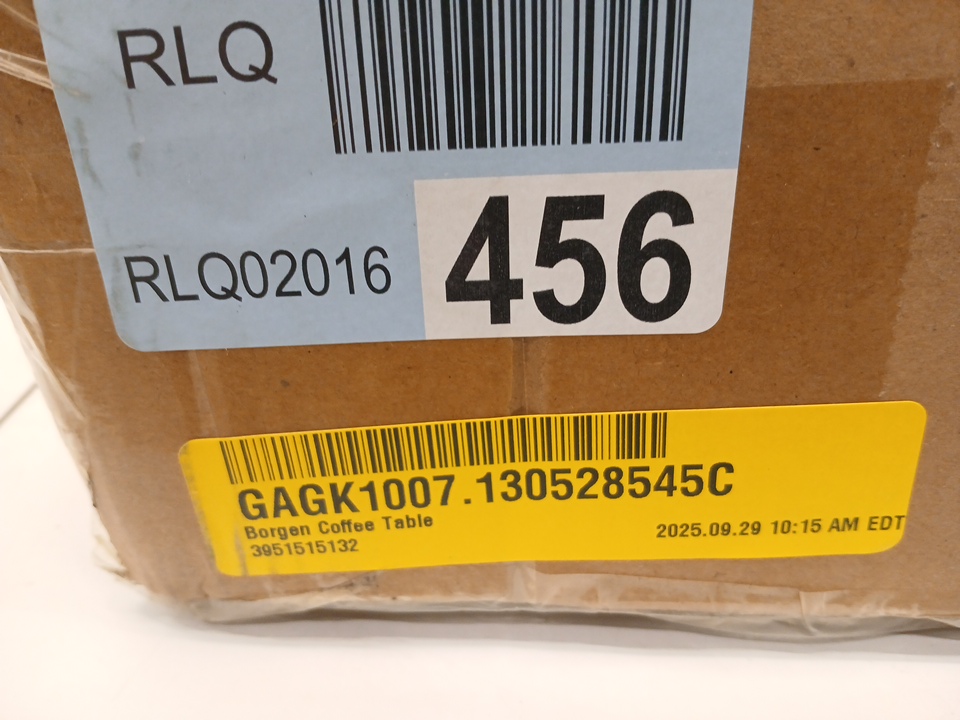 RLQ
RLQ02016
456
GAGK1007.130528545C
Borgen Coffee Table
2025.09.29 10:15 AM EDT
3951515132